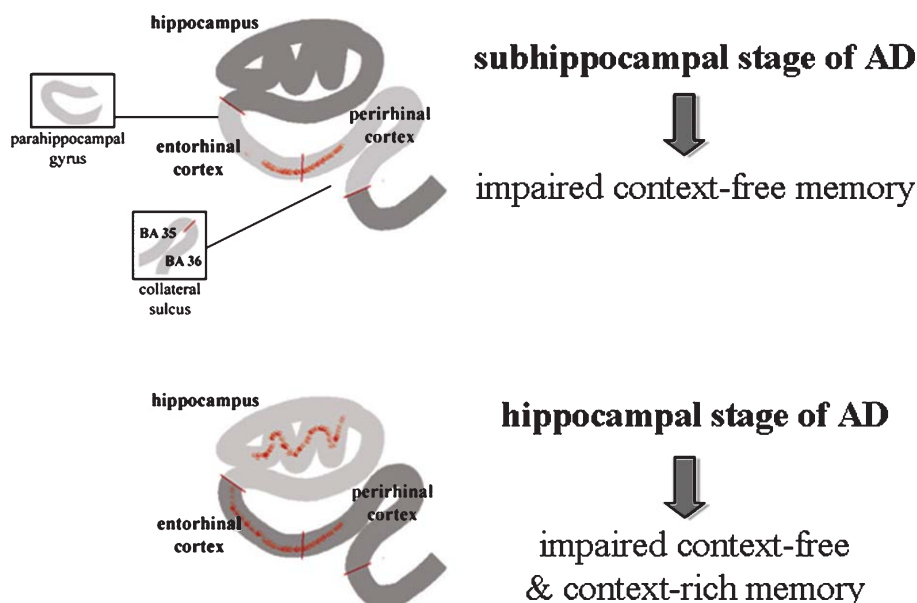 hippocampus
subhippocampal stage of AD
parahippocampal
gyrus
entorhinal
cortex
perirhinal
cortex
impaired context-free memory
BA 35
BA 36
collateral
sulcus
hippocampus
hippocampal stage of AD
entorhinal
cortex
perirhinal
cortex
impaired context-free
& context-rich memory